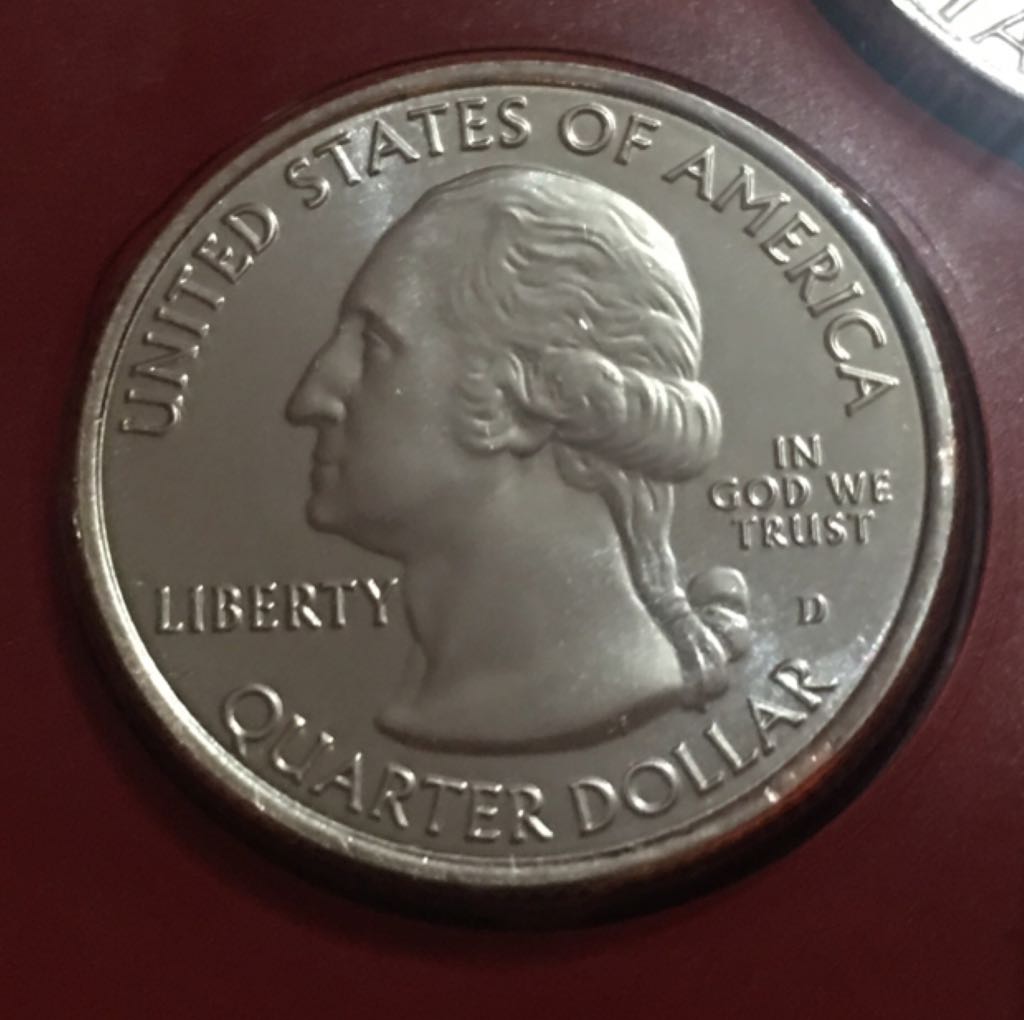 UNITED STATES OF AMERICA
IN
GOD WE
TRUST
LIBERTY
D
QUARTER DOLLAR